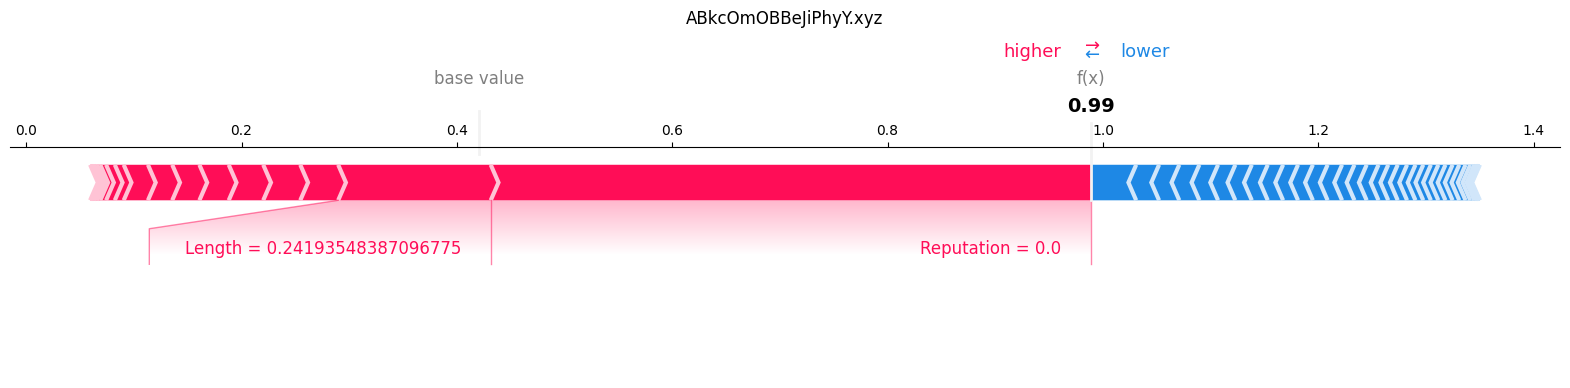 ABkcOmOBBeJiPhyY.xyz
higher ⇄ lower
base value f(x)
0.99
0.0 0.2 0.4 0.6 0.8 1.0 1.2 1.4
Length = 0.24193548387096775 Reputation = 0.0